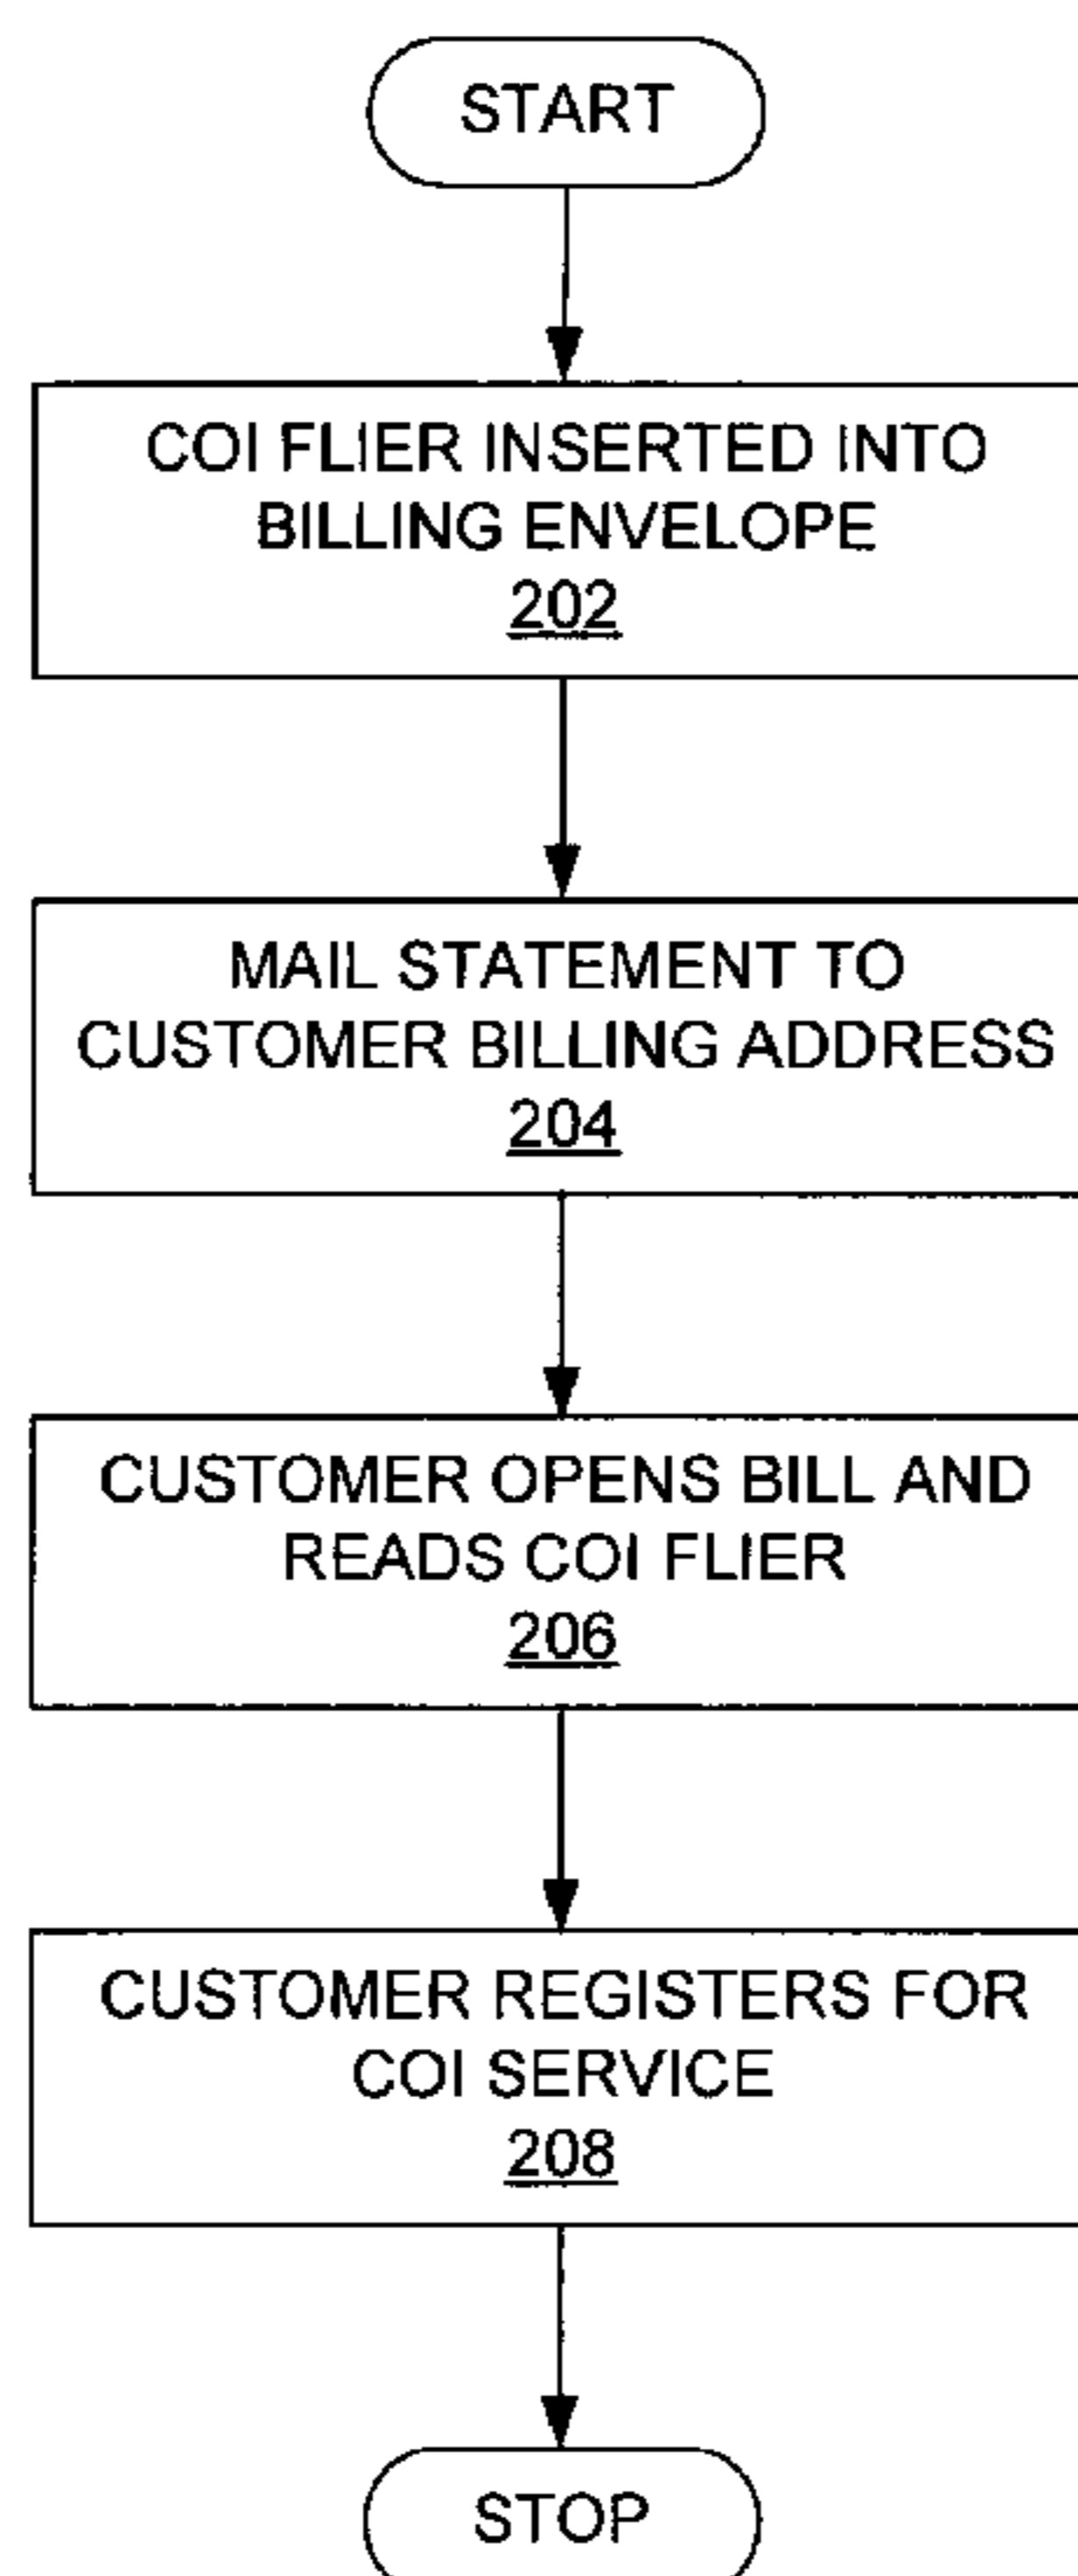 START
COI FLIER INSERTED INTO
BILLING ENVELOPE
202
MAIL STATEMENT TO
CUSTOMER BILLING ADDRESS
204
CUSTOMER OPENS BILL AND
READS COI FLIER
206
CUSTOMER REGISTERS FOR
COI SERVICE
208
STOP